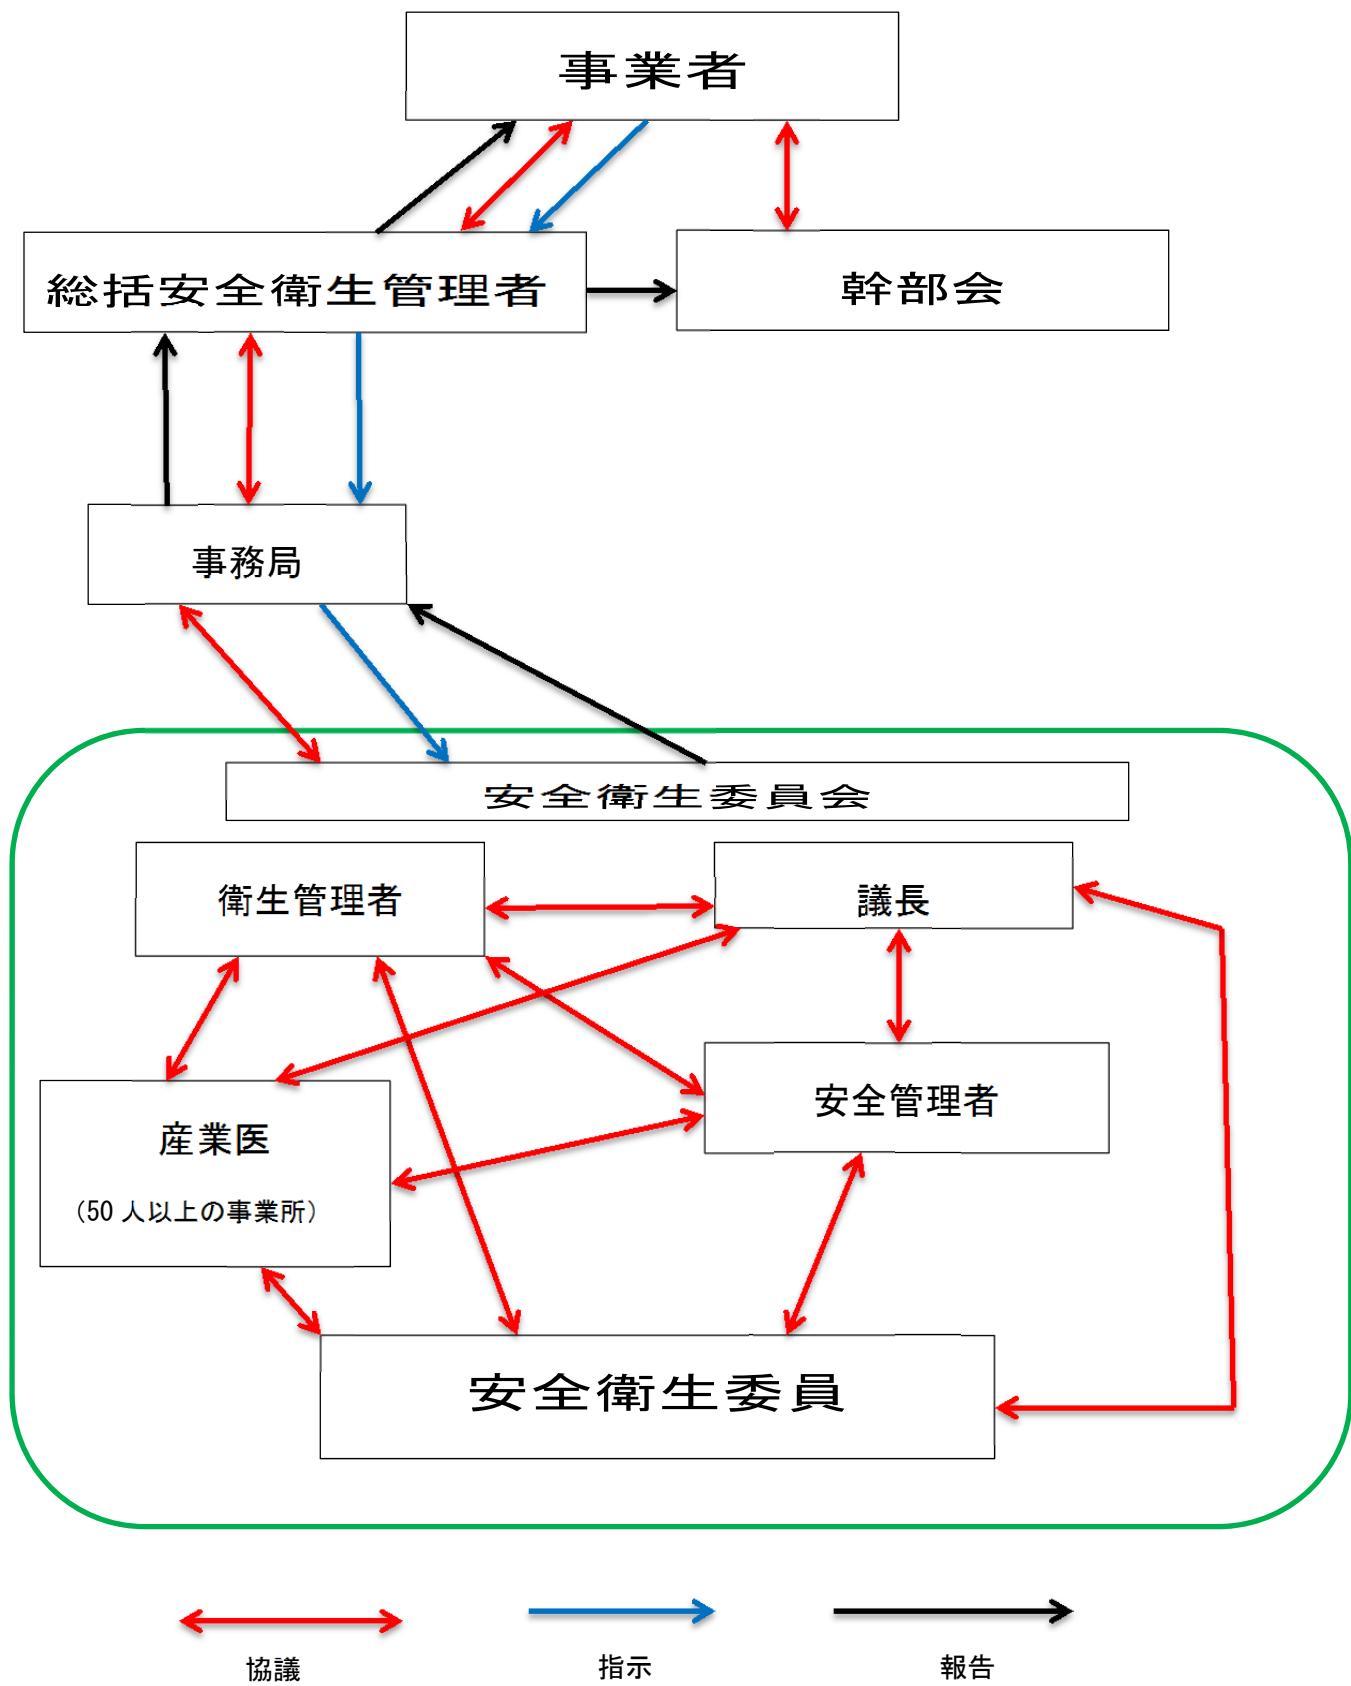 事業者
総括安全衛生管理者
幹部会
事務局
安全衛生委員会
衛生管理者
議長
安全管理者
産業医
（50 人以上の事業所）
安全衛生委員
協議
指示
報告